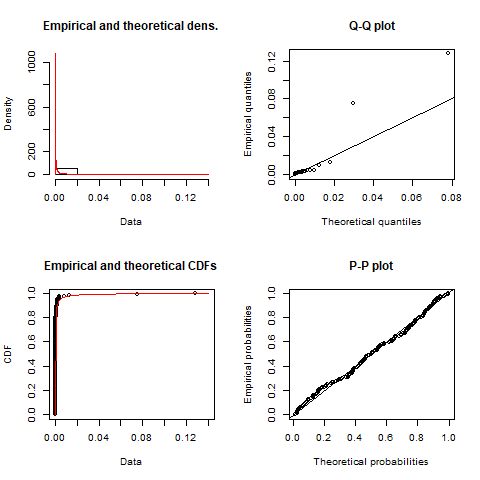 Empirical and theoretical dens.
Density
0 200 600 1000
0.00 0.04 0.08 0.12
Data
Q-Q plot
Empirical quantiles
0.00 0.04 0.08 0.12
0.00 0.02 0.04 0.06 0.08
Theoretical quantiles
Empirical and theoretical CDFs
CDF
0.0 0.2 0.4 0.6 0.8 1.0
0.00 0.04 0.08 0.12
Data
P-P plot
Empirical probabilities
0.0 0.2 0.4 0.6 0.8 1.0
0.0 0.2 0.4 0.6 0.8 1.0
Theoretical probabilities